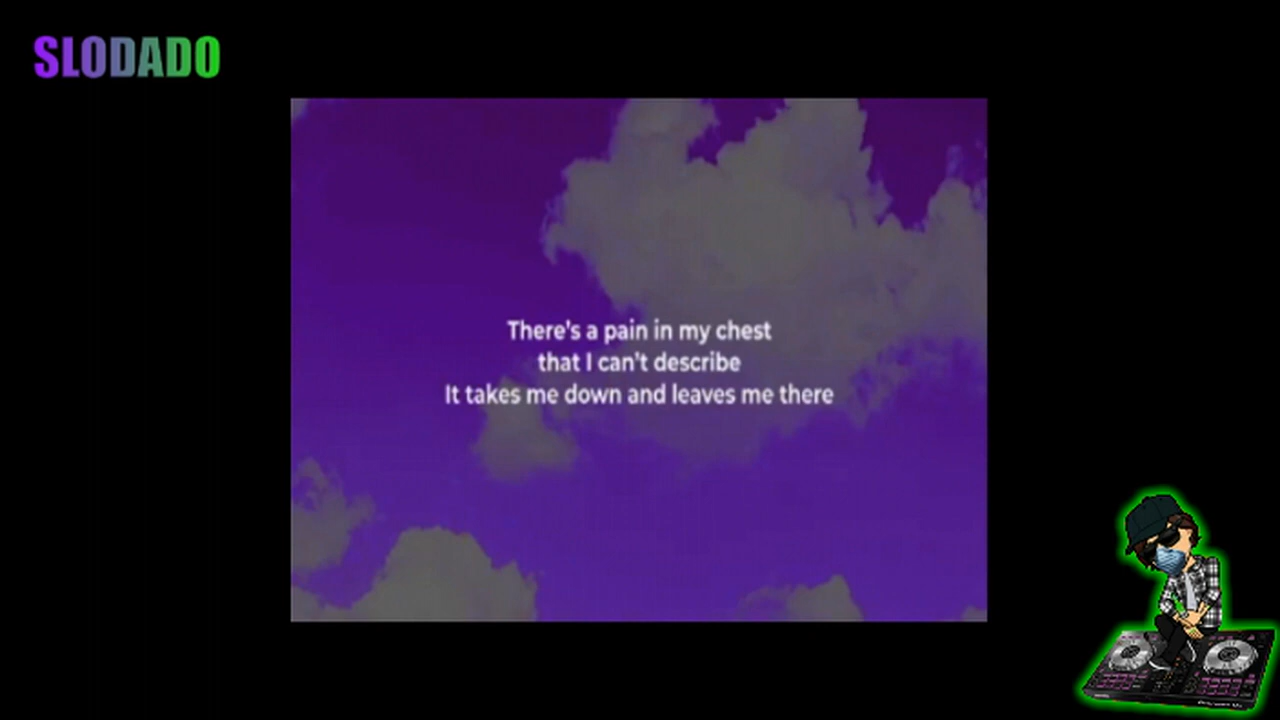 SLODADO
There's a pain in my chest
that I can't describe
It takes me down and leaves me there